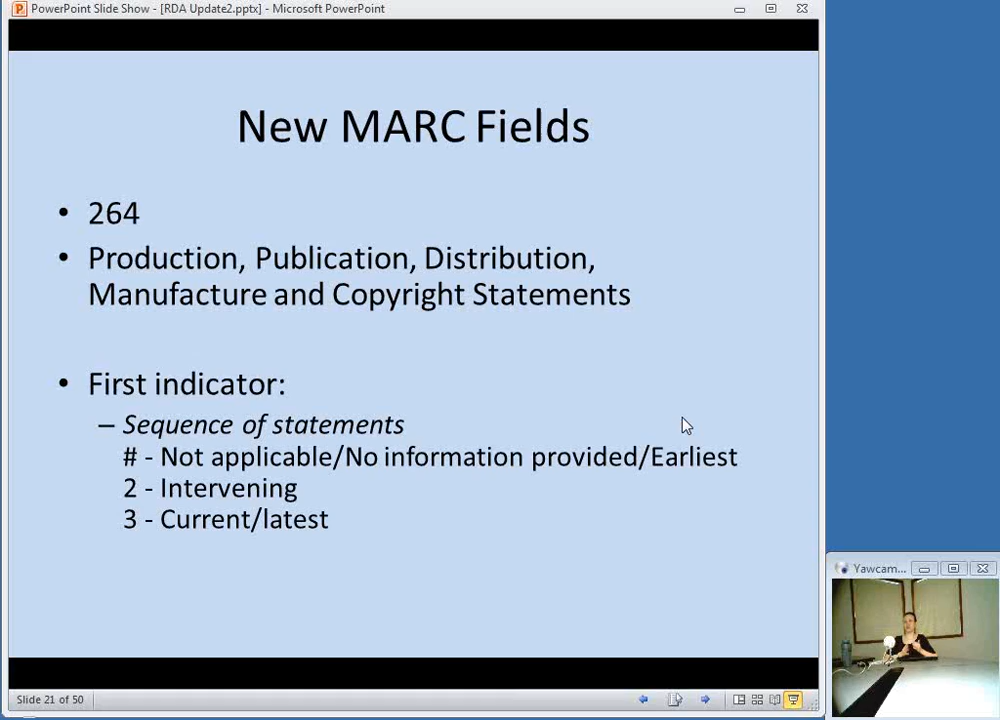 PowerPoint Slide Show - [RDA Update2.pptx] - Microsoft PowerPoint
New MARC Fields
• 264
• Production, Publication, Distribution,
Manufacture and Copyright Statements
• First indicator:
– Sequence of statements
# - Not applicable/No information provided/Earliest
2 - Intervening
3 - Current/latest
Yawcam...
Slide 21 of 50